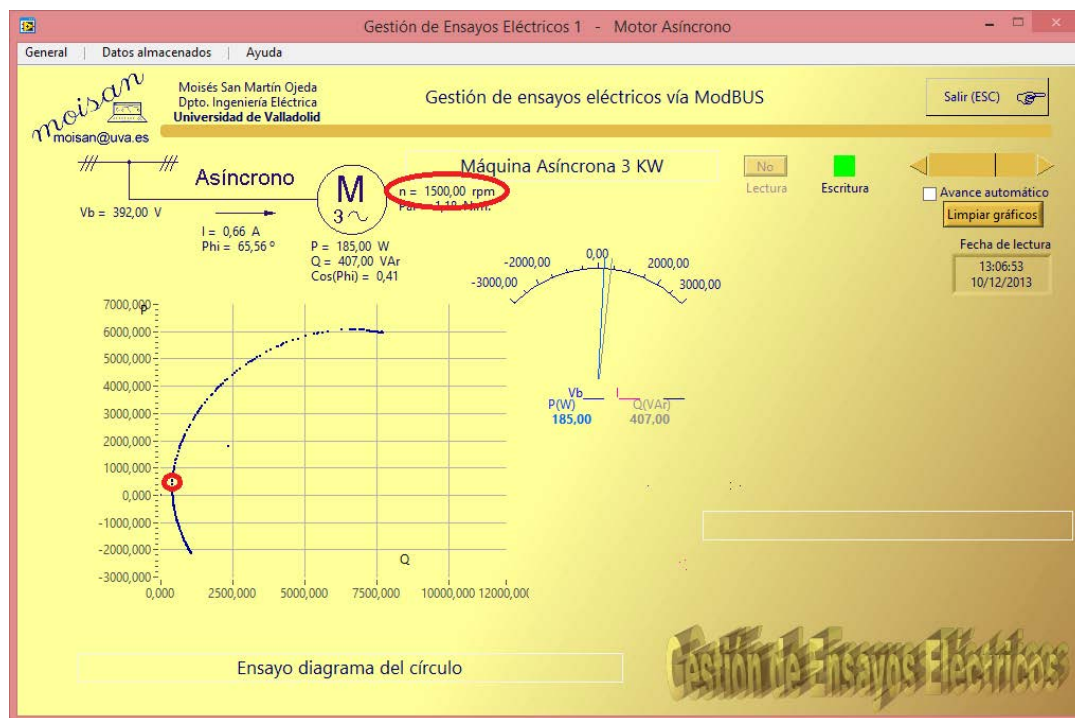 Gestión de Ensayos Eléctricos 1 - Motor Asíncrono
General | Datos almacenados | Ayuda
moisan
moisan@uva.es
Moisés San Martín Ojeda
Dpto. Ingeniería Eléctrica
Universidad de Valladolid
Gestión de ensayos eléctricos vía ModBUS
Salir (ESC)
Máquina Asíncrona 3 KW
Asíncrono
M
3
n = 1500,00 rpm
Par = 1,18 N.m.
Vb = 392,00 V
I = 0,66 A
Phi = 65,56 º
P = 185,00 W
Q = 407,00 VAr
Cos(Phi) = 0,41
No
Lectura
Escritura
Avance automático
Limpiar gráficos
Fecha de lectura
13:06:53
10/12/2013
-3000,00
-2000,00
0,00
2000,00
3000,00
Vb
I
P(W)
Q(VAr)
185,00
407,00
P
7000,000
6000,000
5000,000
4000,000
3000,000
2000,000
1000,000
0,000
-1000,000
-2000,000
-3000,000
Q
0,000
2500,000
5000,000
7500,000
10000,000
12000,00
Ensayo diagrama del círculo
Gestión de Ensayos Eléctricos